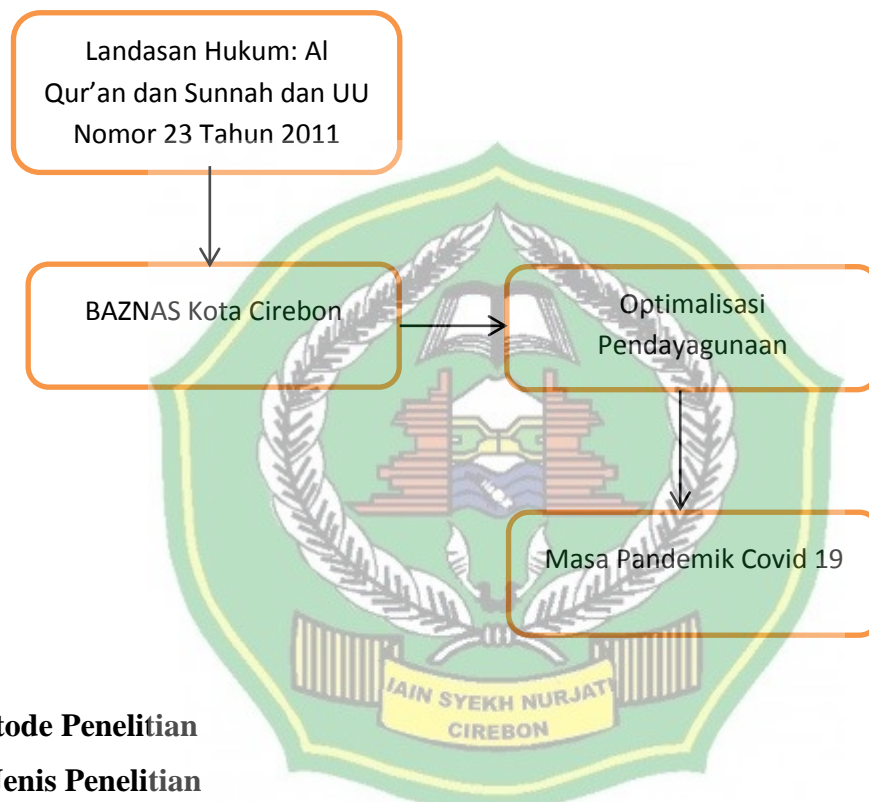 Landasan Hukum: Al
Qur’an dan Sunnah dan UU
Nomor 23 Tahun 2011
BAZNAS Kota Cirebon
Optimalisasi
Pendayagunaan
Masa Pandemik Covid 19
IAIN SYEKH NURJATI
CIREBON
tode Penelitian
Jenis Penelitian